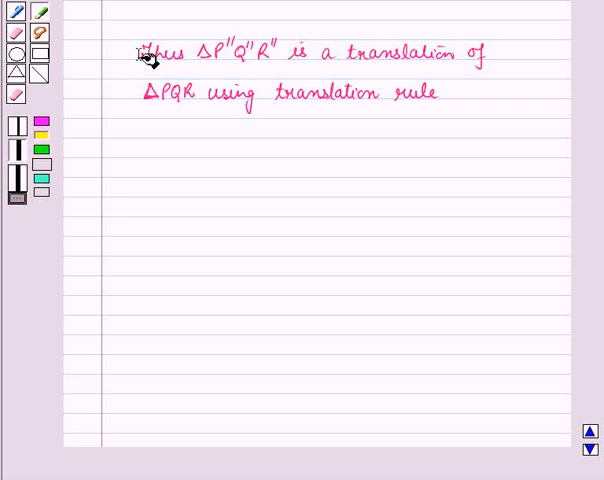 Thus ΔP''Q''R'' is a translation of
ΔPQR using translation rule